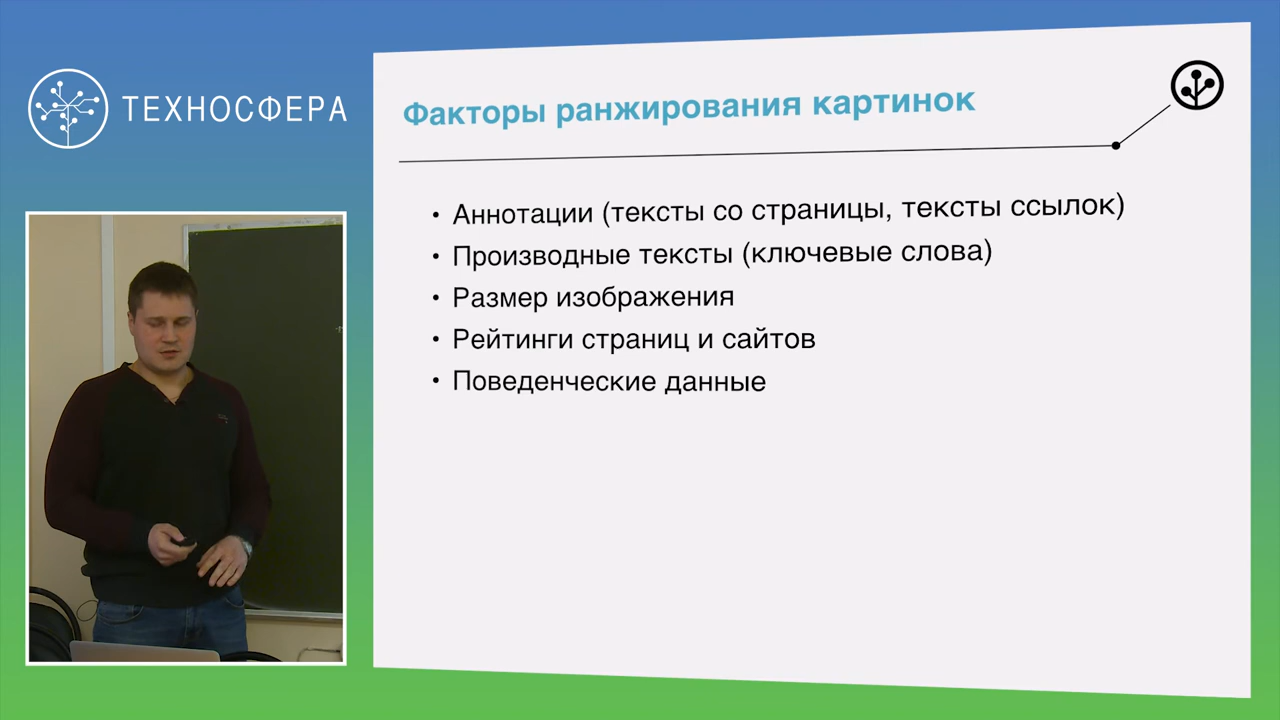 ТЕХНОСФЕРА
Факторы ранжирования картинок
• Аннотации (тексты со страницы, тексты ссылок)
• Производные тексты (ключевые слова)
• Размер изображения
• Рейтинги страниц и сайтов
• Поведенческие данные